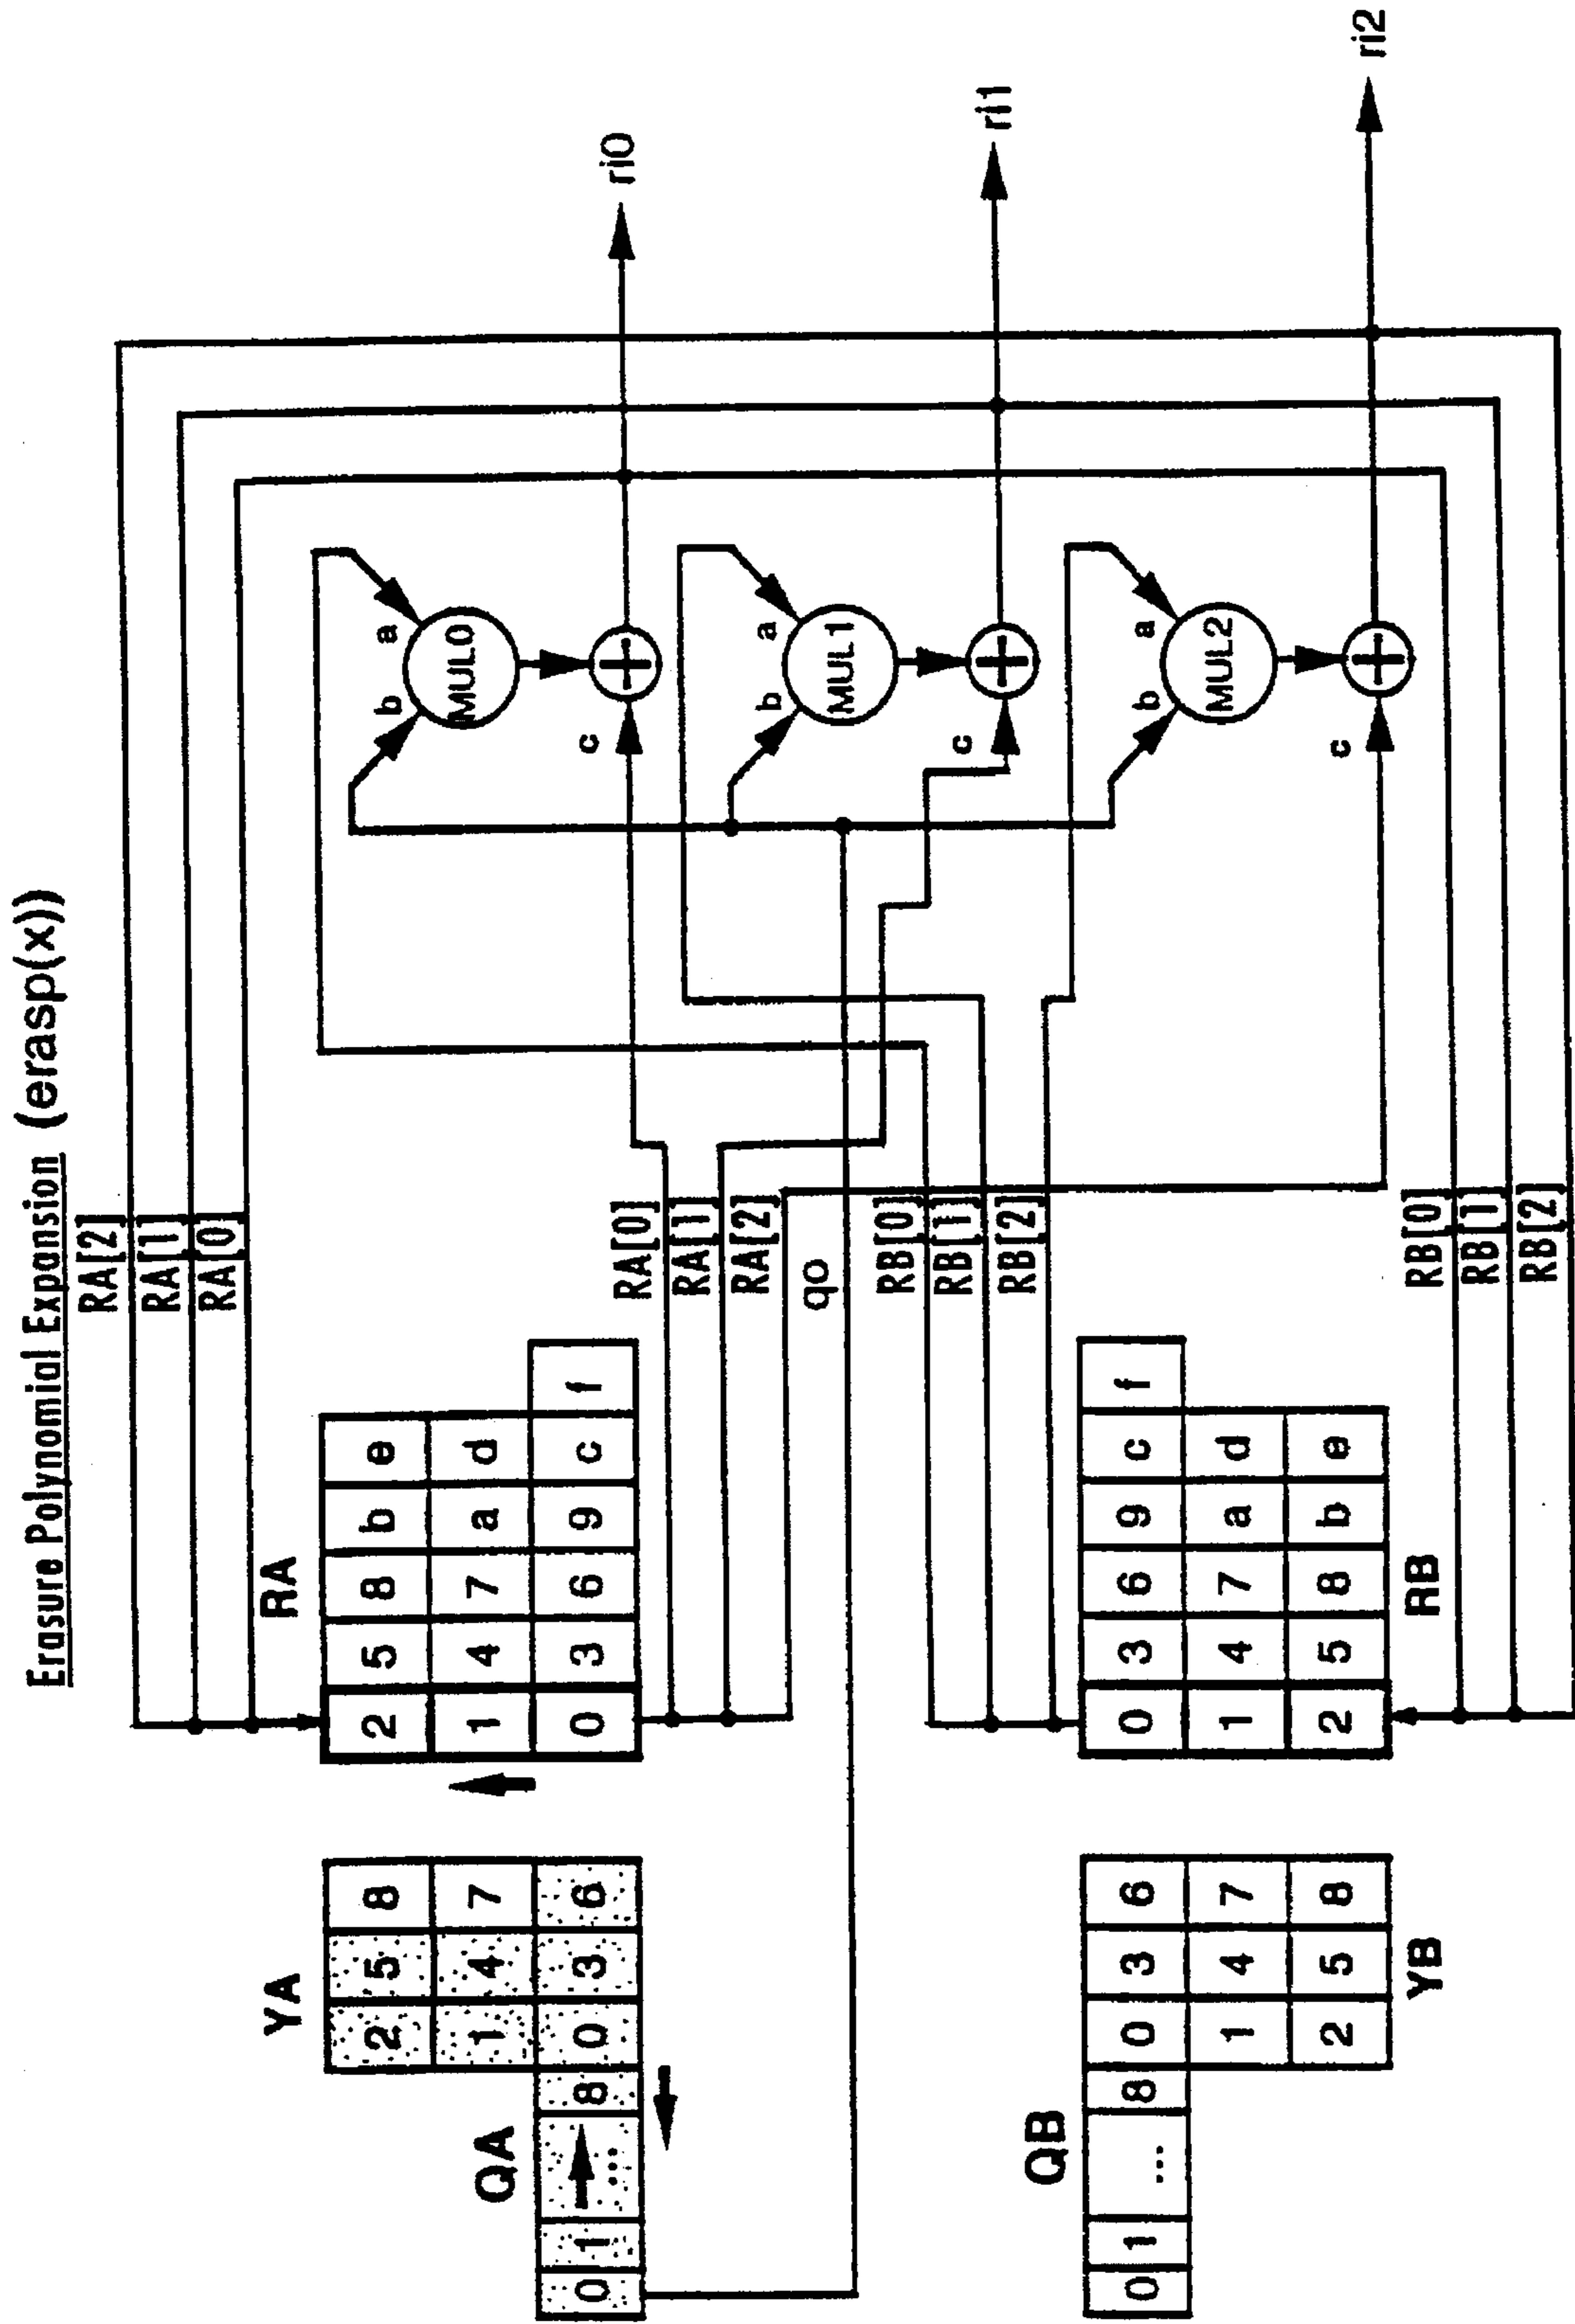 Erasure Polynomial Expansion (erasp(x))
RA[2]
RA[1]
RA[0]
YA
2 5 8
1 4 7
0 3 6
QA
0 1 ... 8
RA
2 5 8 b e
1 4 7 a d
0 3 6 9 c f
RA[0]
RA[1]
RA[2]
qo
RB[0]
RB[1]
RB[2]
b a
MUL0
c
ri0
b a
MUL1
c
ri1
b a
MUL2
c
ri2
QB
0 1 ... 8
0 3 6
1 4 7
2 5 8
YB
0 3 6 9 c f
1 4 7 a d
2 5 8 b e
RB
RB[0]
RB[1]
RB[2]